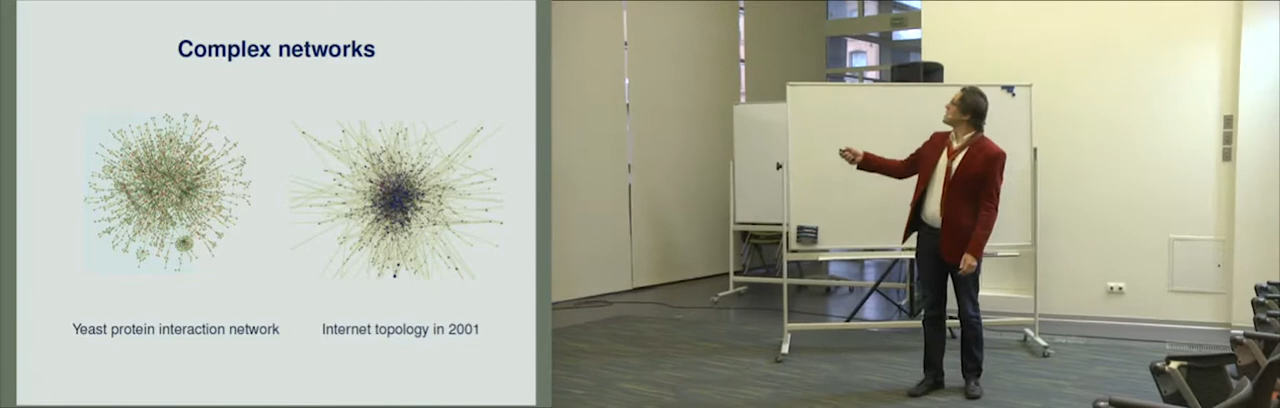 Complex networks
Yeast protein interaction network
Internet topology in 2001